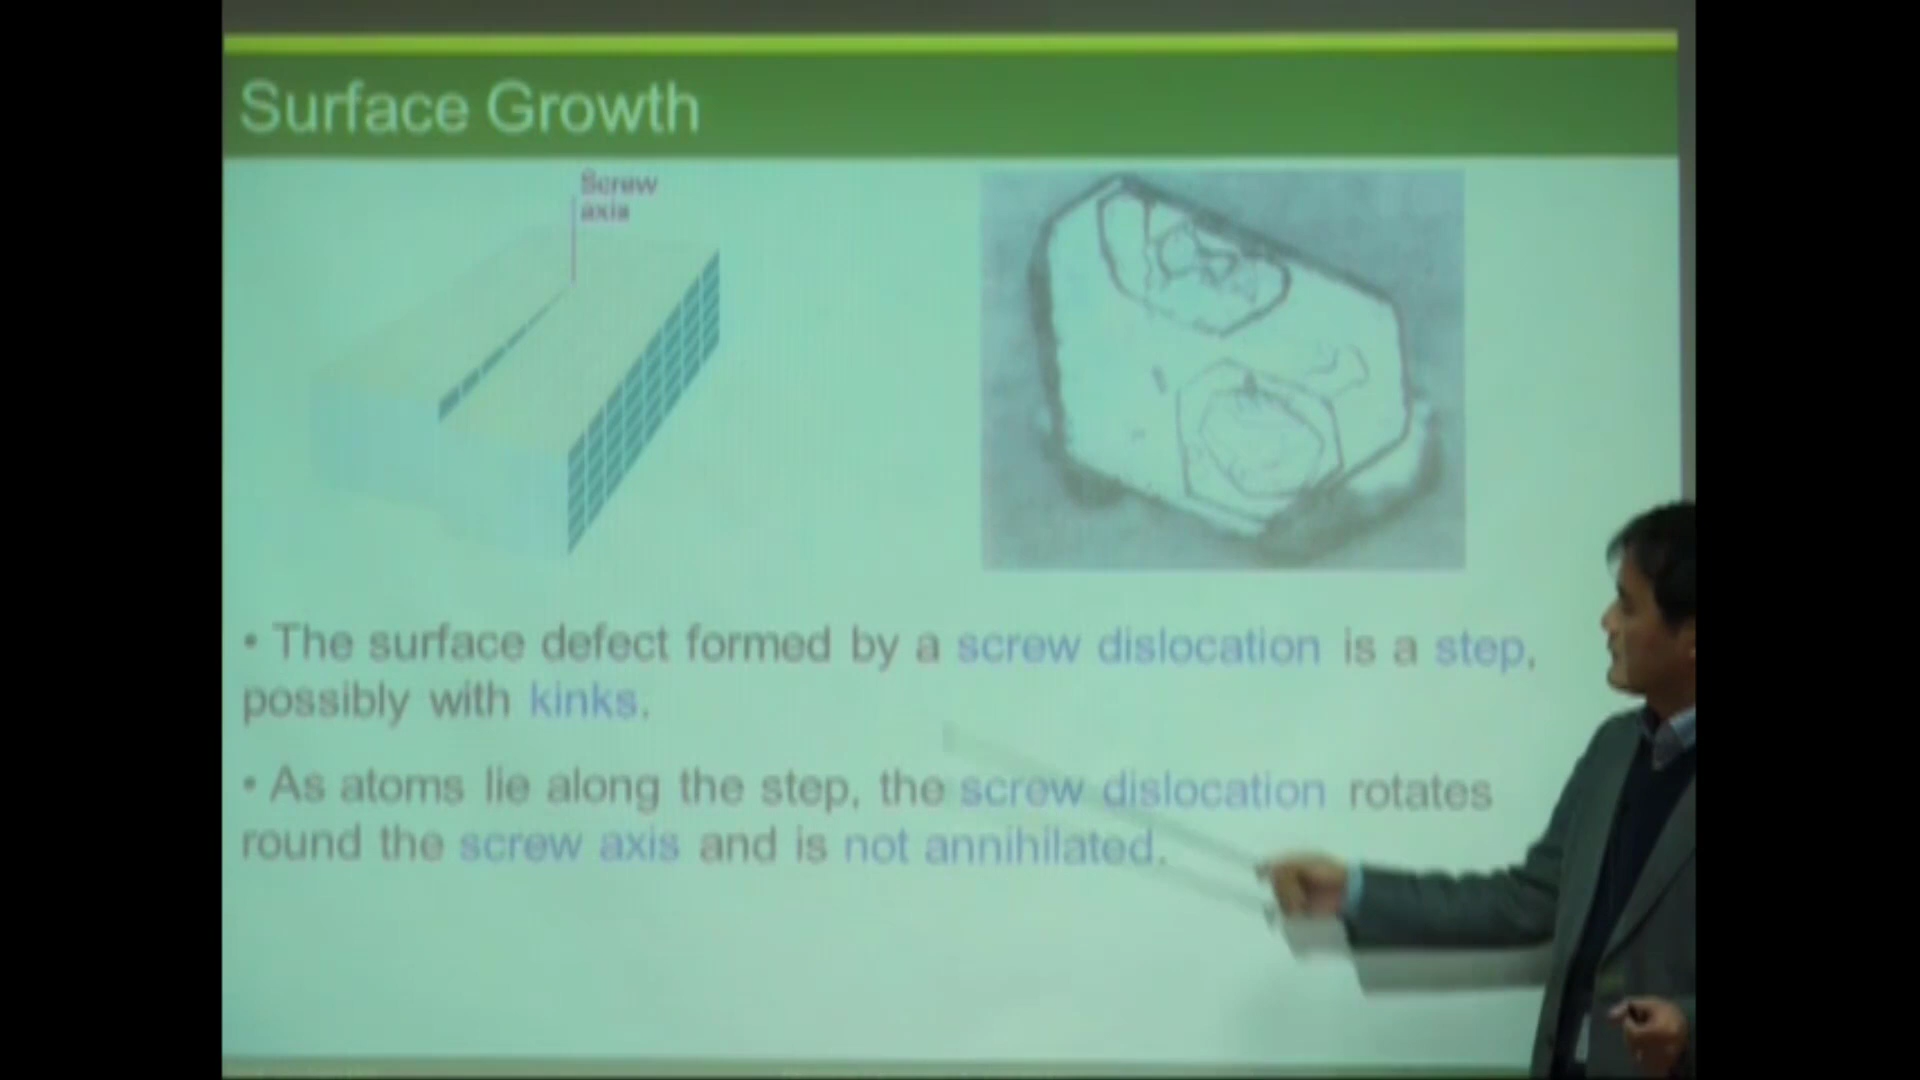 Surface Growth
Screw
axis
• The surface defect formed by a screw dislocation is a step,
possibly with kinks.
• As atoms lie along the step, the screw dislocation rotates
round the screw axis and is not annihilated.